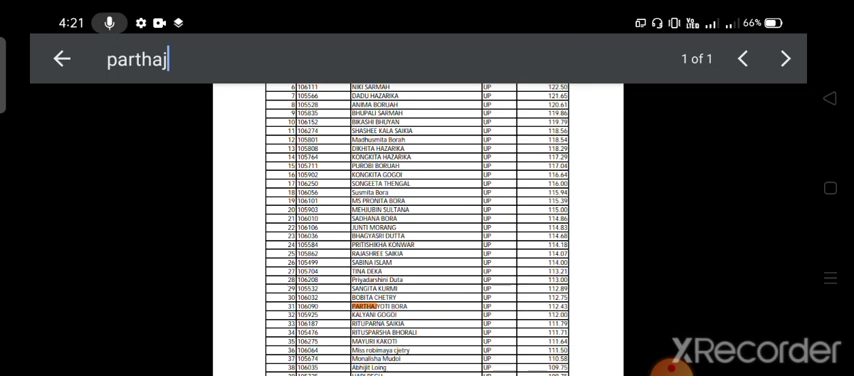 4:21 66%
parthaj 1 of 1
6 106111 NIKI SARMAH UP 122.50
7 105566 DADU HAZARIKA UP 121.65
8 105528 ANIMA BORUAH UP 120.61
9 105835 BHUPALI SARMAH UP 119.86
10 106152 BIKASHI BHUYAN UP 119.79
11 106274 SHASHEE KALA SAIKIA UP 118.56
12 105801 Madhusmita Borah UP 118.54
13 105808 DIKHITA HAZARIKA UP 118.29
14 105764 KONGKITA HAZARIKA UP 117.29
15 105711 PUROBI BORUAH UP 117.04
16 105902 KONGKITA GOGOI UP 116.64
17 106250 SONGEETA THENGAL UP 116.00
18 106056 Susmita Bora UP 115.94
19 106101 MS PRONITA BORA UP 115.39
20 105903 MEHJUBIN SULTANA UP 115.00
21 106010 SADHANA BORA UP 114.86
22 106106 JUNTI MORANG UP 114.83
23 106036 BHAGYASRI DUTTA UP 114.68
24 105584 PRITISHIKHA KONWAR UP 114.18
25 105862 RAJASHREE SAIKIA UP 114.07
26 105499 SABINA ISLAM UP 114.00
27 105704 TINA DEKA UP 113.21
28 106208 Priyadarshini Duta UP 113.00
29 105532 SANGITA KURMI UP 112.89
30 106032 BOBITA CHETRY UP 112.75
31 106090 PARTHAJYOTI BORA UP 112.43
32 105925 KALYANI GOGOI UP 112.00
33 106187 RITUPARNA SAIKIA UP 111.79
34 105476 RITUSPARSHA BHORALI UP 111.71
35 106275 MAYURI KAKOTI UP 111.64
36 106064 Miss robimaya cjetry UP 111.50
37 105674 Monalisha Mudoi UP 110.58
38 106035 Abhijit Loing UP 109.75
XRecorder